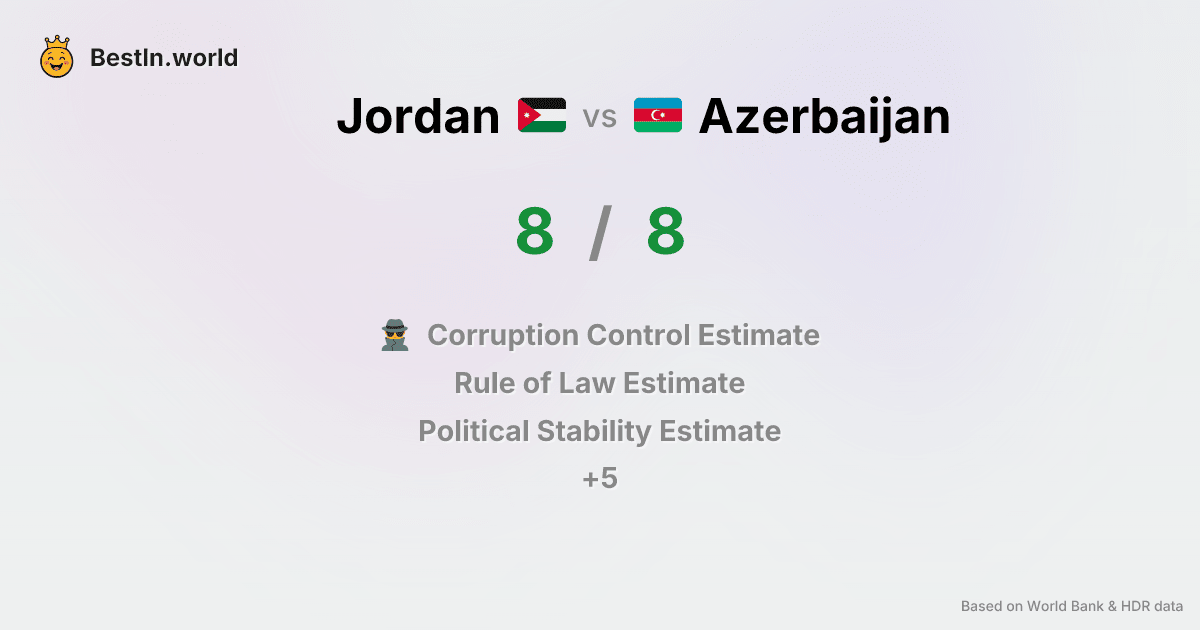 BestIn.world
Jordan vs Azerbaijan
8 / 8
Corruption Control Estimate
Rule of Law Estimate
Political Stability Estimate
+5
Based on World Bank & HDR data